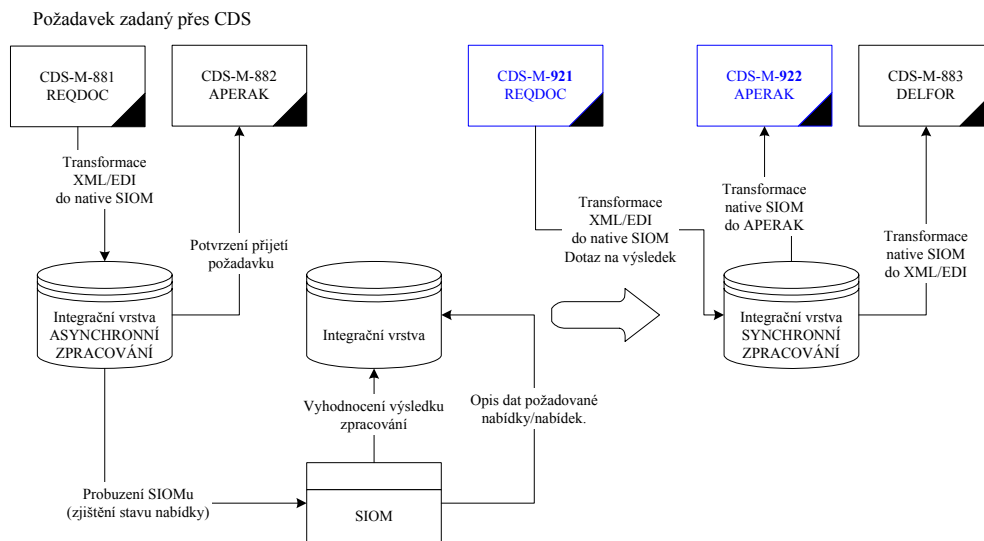 Požadavek zadaný přes CDS
CDS-M-881
REQDOC
CDS-M-882
APERAK
CDS-M-921
REQDOC
CDS-M-922
APERAK
CDS-M-883
DELFOR
Transformace
XML/EDI
do native SIOM
Potvrzení přijetí
požadavku
Transformace
XML/EDI
do native SIOM
Dotaz na výsledek
Transformace
native SIOM
do APERAK
Transformace
native SIOM
do XML/EDI
Integrační vrstva
ASYNCHRONNÍ
ZPRACOVÁNÍ
Integrační vrstva
Integrační vrstva
SYNCHRONNÍ
ZPRACOVÁNÍ
Vyhodnocení výsledku
zpracování
Opis dat požadované
nabídky/nabídek.
Probuzení SIOMu
(zjištění stavu nabídky)
SIOM